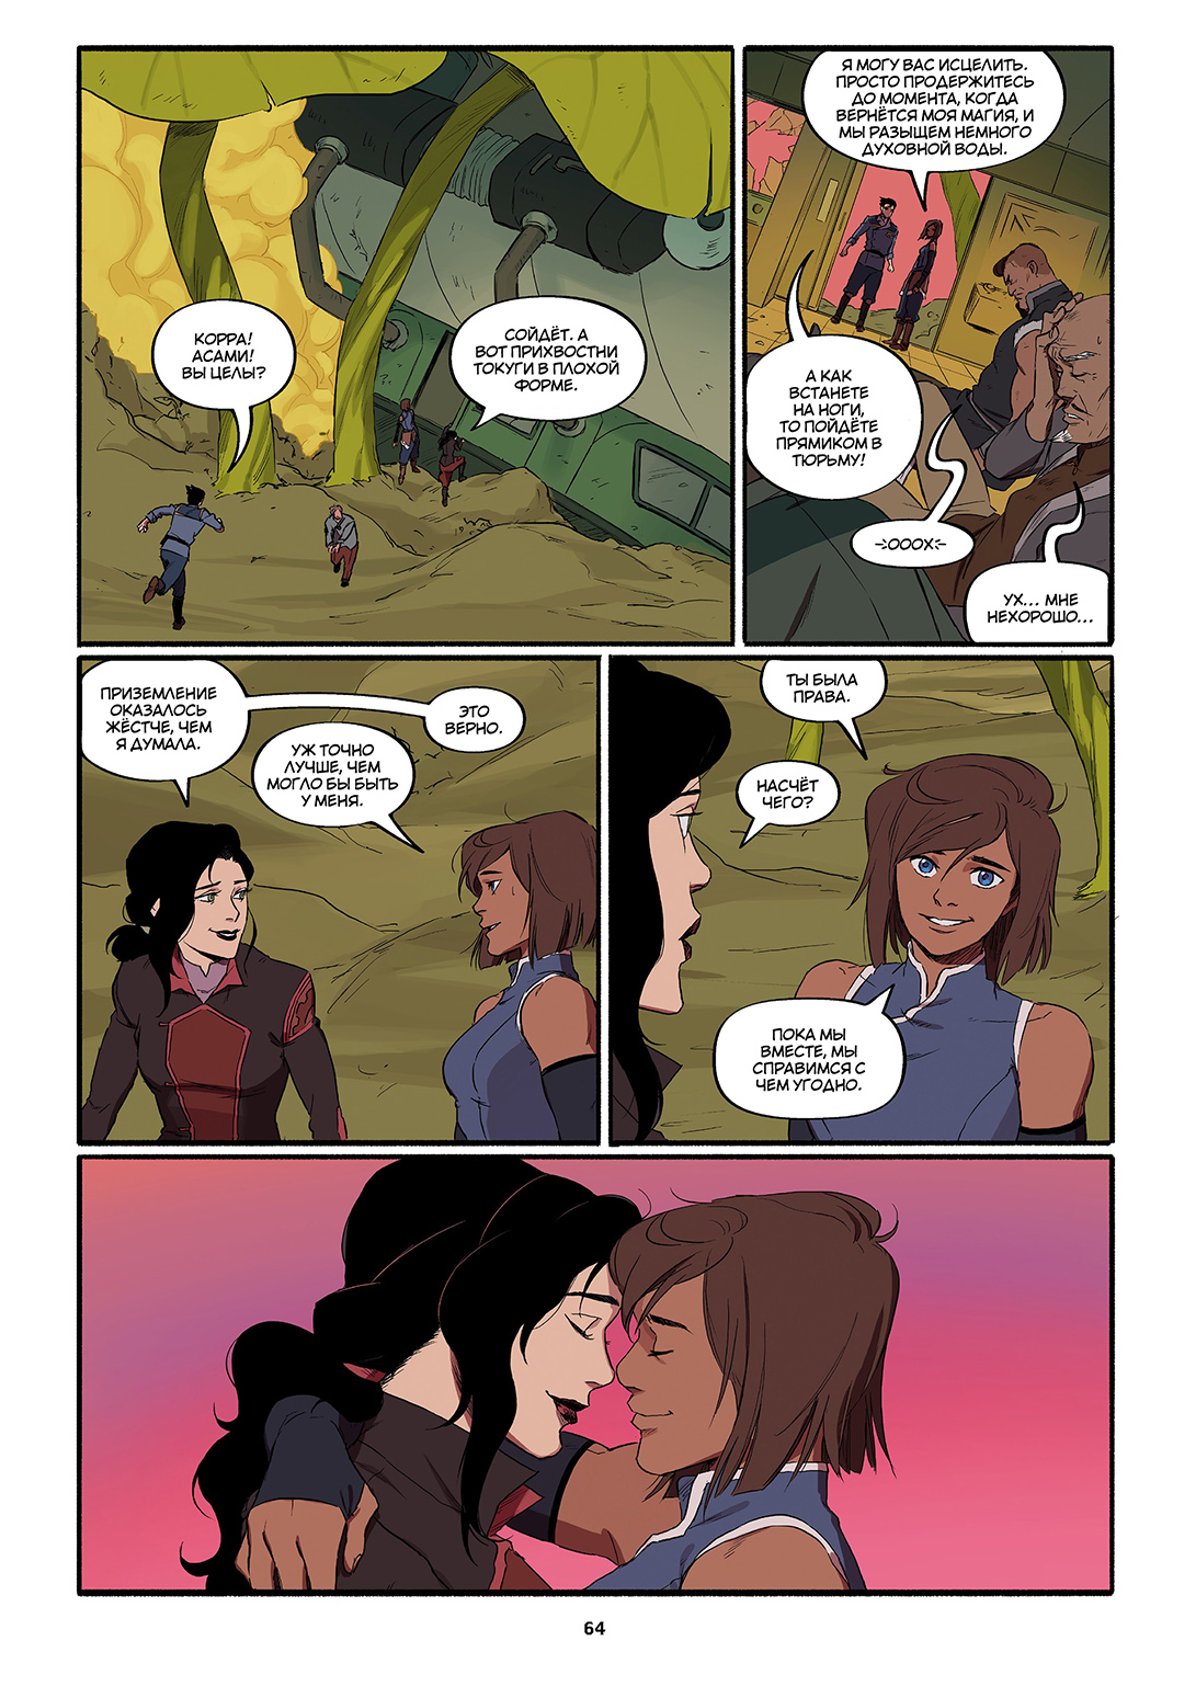 КОРРА!
АСАМИ!
ВЫ ЦЕЛЫ?
СОЙДЁТ. А
ВОТ ПРИХВОСТНИ
ТОКУГИ В ПЛОХОЙ
ФОРМЕ.
Я МОГУ ВАС ИСЦЕЛИТЬ.
ПРОСТО ПРОДЕРЖИТЕСЬ
ДО МОМЕНТА, КОГДА
ВЕРНЁТСЯ МОЯ МАГИЯ, И
МЫ РАЗЫЩЕМ НЕМНОГО
ДУХОВНОЙ ВОДЫ.
А КАК
ВСТАНЕТЕ
НА НОГИ,
ТО ПОЙДЁТЕ
ПРЯМИКОМ В
ТЮРЬМУ!
ОООХ
УХ... МНЕ
НЕХОРОШО...
ПРИЗЕМЛЕНИЕ
ОКАЗАЛОСЬ
ЖЁСТЧЕ, ЧЕМ
Я ДУМАЛА.
УЖ ТОЧНО
ЛУЧШЕ, ЧЕМ
МОГЛО БЫ БЫТЬ
У МЕНЯ.
ЭТО
ВЕРНО.
ТЫ БЫЛА
ПРАВА.
НАСЧЁТ
ЧЕГО?
ПОКА МЫ
ВМЕСТЕ, МЫ
СПРАВИМСЯ С
ЧЕМ УГОДНО.
64